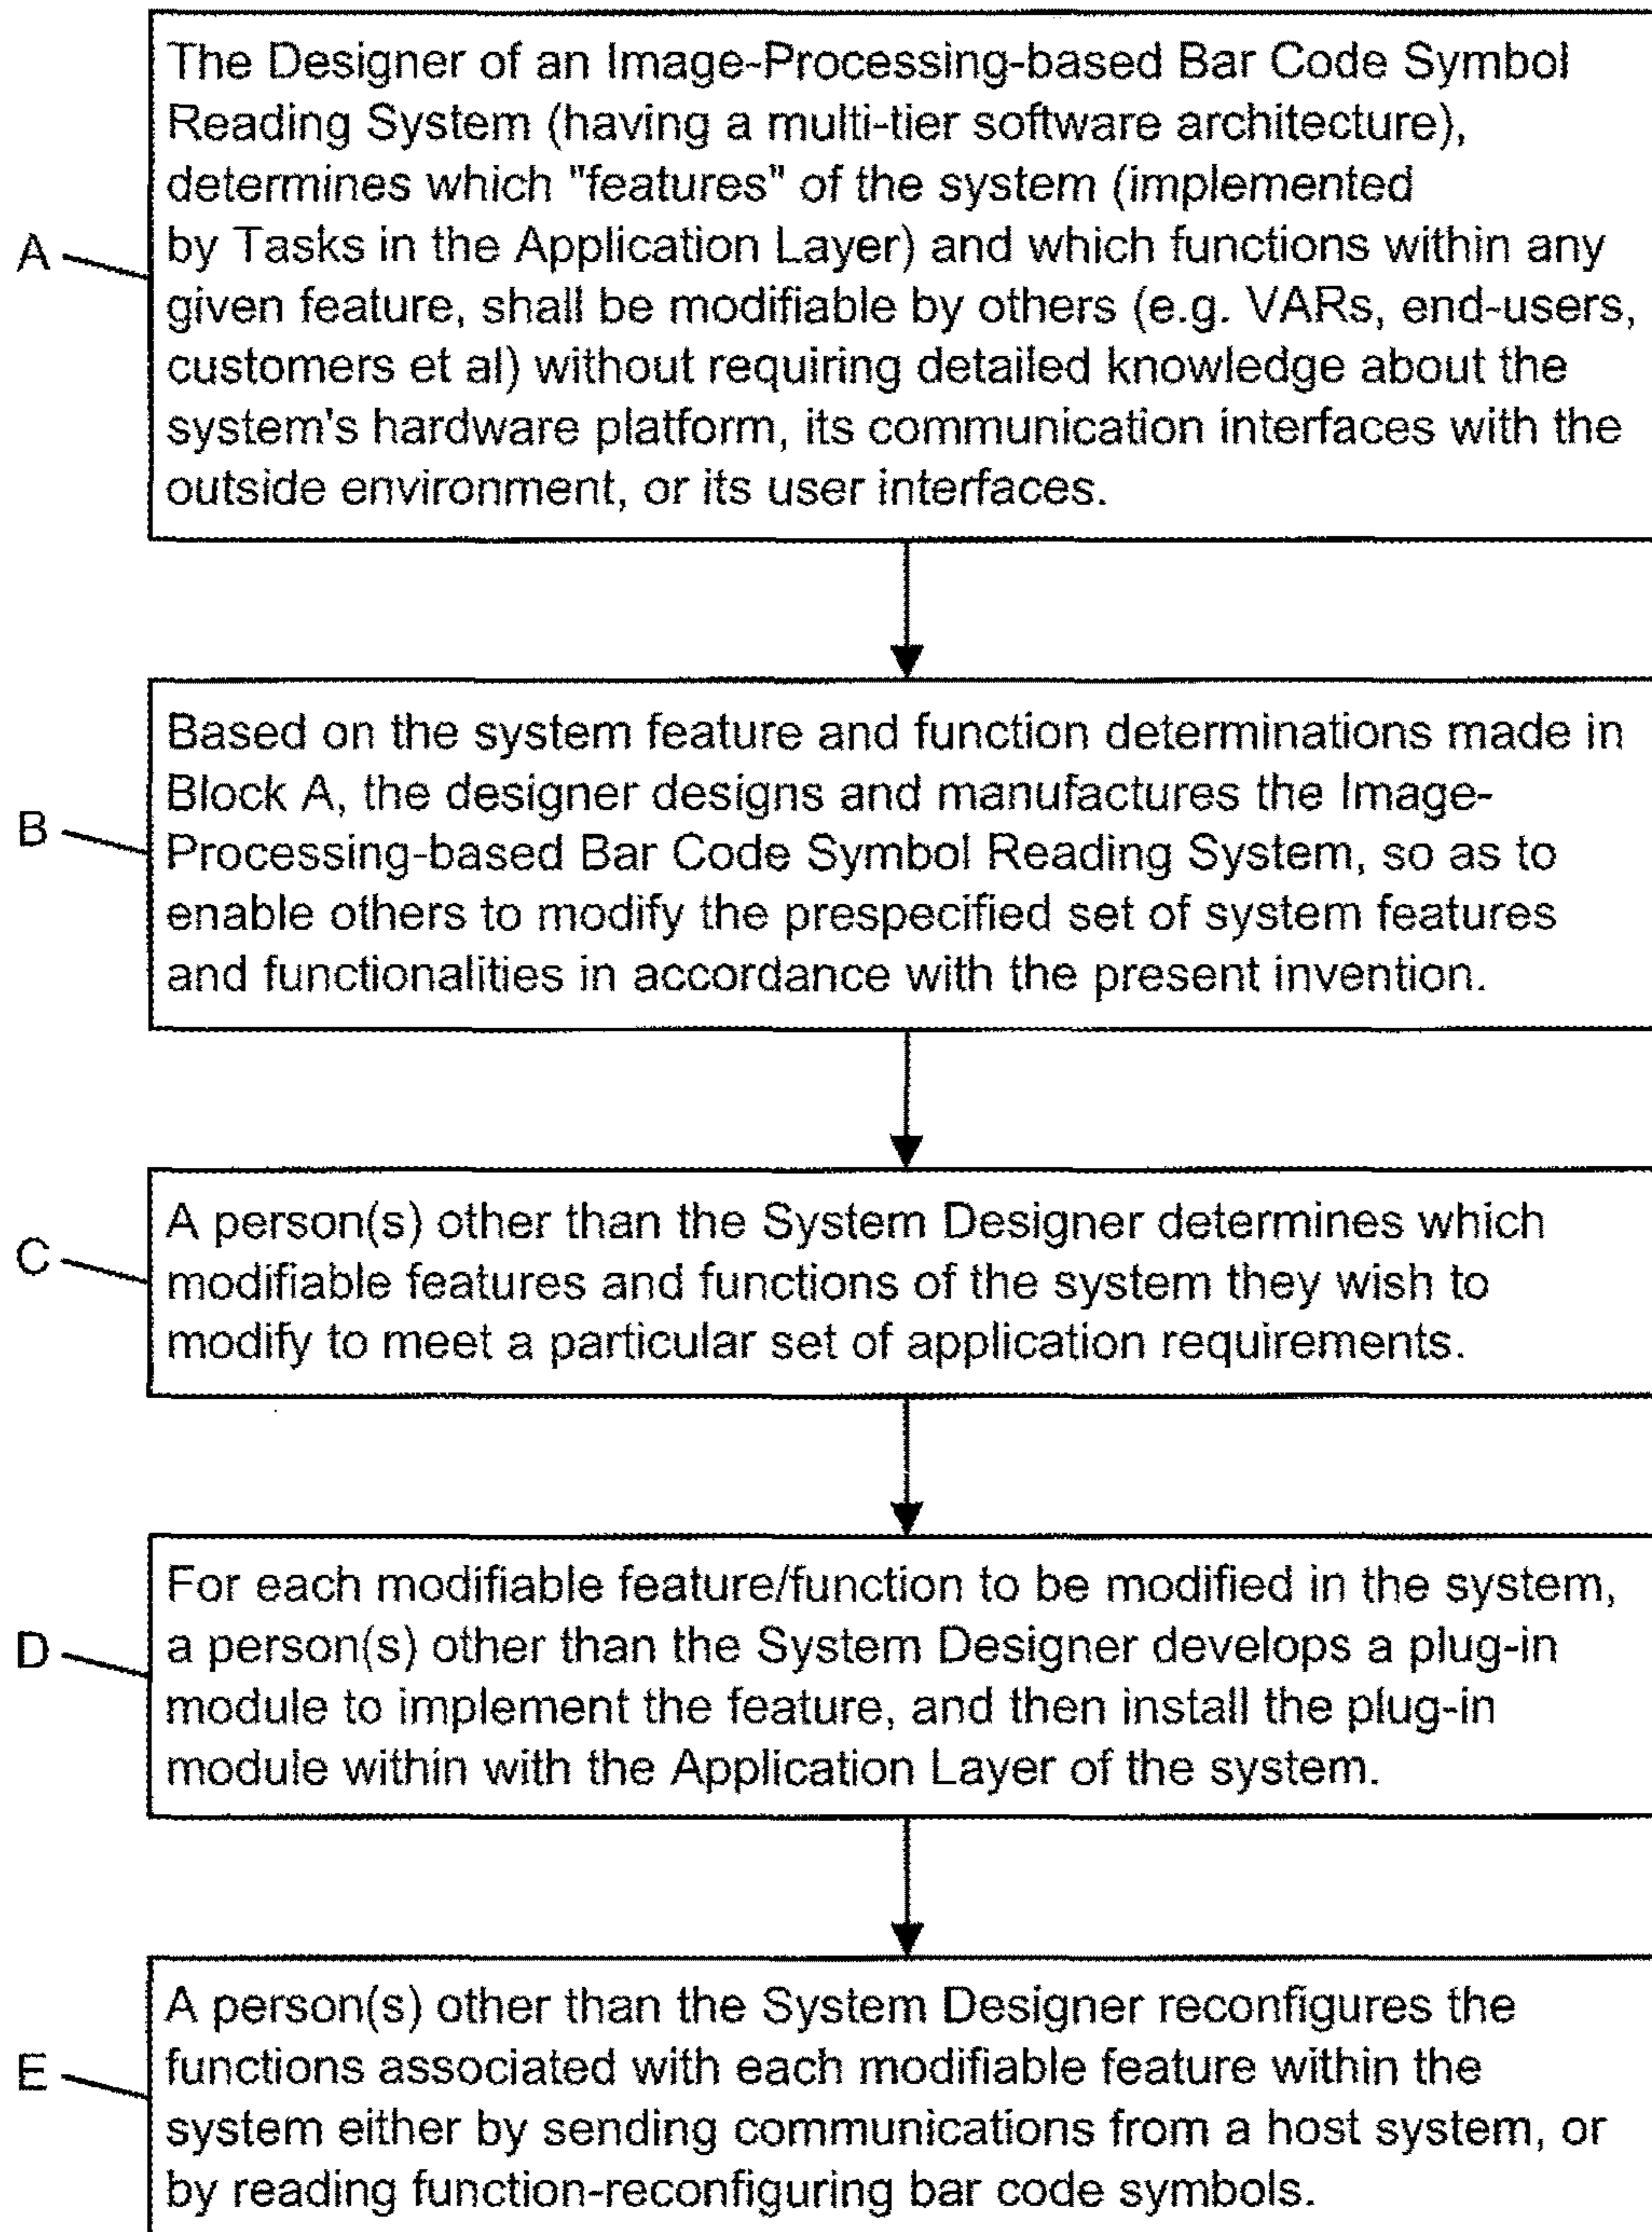 The Designer of an Image-Processing-based Bar Code Symbol
Reading System (having a multi-tier software architecture),
determines which "features" of the system (implemented
by Tasks in the Application Layer) and which functions within any
given feature, shall be modifiable by others (e.g. VARs, end-users,
customers et al) without requiring detailed knowledge about the
system's hardware platform, its communication interfaces with the
outside environment, or its user interfaces.
A
Based on the system feature and function determinations made in
Block A, the designer designs and manufactures the Image-
Processing-based Bar Code Symbol Reading System, so as to
enable others to modify the prespecified set of system features
and functionalities in accordance with the present invention.
B
A person(s) other than the System Designer determines which
modifiable features and functions of the system they wish to
modify to meet a particular set of application requirements.
C
For each modifiable feature/function to be modified in the system,
a person(s) other than the System Designer develops a plug-in
module to implement the feature, and then install the plug-in
module within with the Application Layer of the system.
D
A person(s) other than the System Designer reconfigures the
functions associated with each modifiable feature within the
system either by sending communications from a host system, or
by reading function-reconfiguring bar code symbols.
E